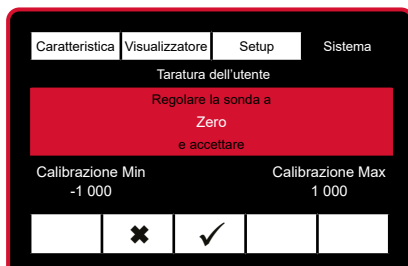 Caratteristica Visualizzatore Setup Sistema
Taratura dell'utente
Regolare la sonda a
Zero
e accettare
Calibrazione Min Calibrazione Max
-1 000 1 000